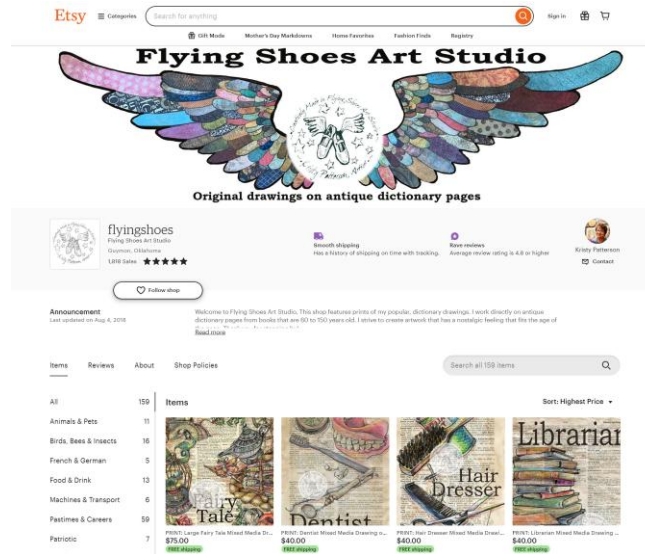 Etsy
Categories
Search for anything
Sign in
Gift Mode
Mother's Day Markdowns
Home Favorites
Fashion Finds
Registry
Flying Shoes Art Studio
Original drawings on antique dictionary pages
flyingshoes
Flying Shoes Art Studio
Guymon, Oklahoma
1,818 Sales
Smooth shipping
Has a history of shipping on time with tracking.
Rave reviews
Average review rating is 4.8 or higher
Kristy Patterson
Contact
Follow shop
Announcement
Last updated on Aug 4, 2018
Welcome to Flying Shoes Art Studio. This shop features prints of my popular, dictionary drawings. I work directly on antique
dictionary pages from books that are 60 to 150 years old. I strive to create artwork that has a nostalgic feeling that fits the age of
Read more
Items
Reviews
About
Shop Policies
Search all 159 items
All 159
Animals & Pets 11
Birds, Bees & Insects 16
French & German 5
Food & Drink 13
Machines & Transport 6
Pastimes & Careers 59
Patriotic 7
Items
Sort: Highest Price
Fairy
Tale
Dentist
Hair
Dresser
Librarian
PRINT: Large Fairy Tale Mixed Media Dr...
$75.00
FREE shipping
PRINT: Dentist Mixed Media Drawing o...
$40.00
FREE shipping
PRINT: Hair Dresser Mixed Media Drawi...
$40.00
FREE shipping
PRINT: Librarian Mixed Media Drawing ...
$40.00
FREE shipping